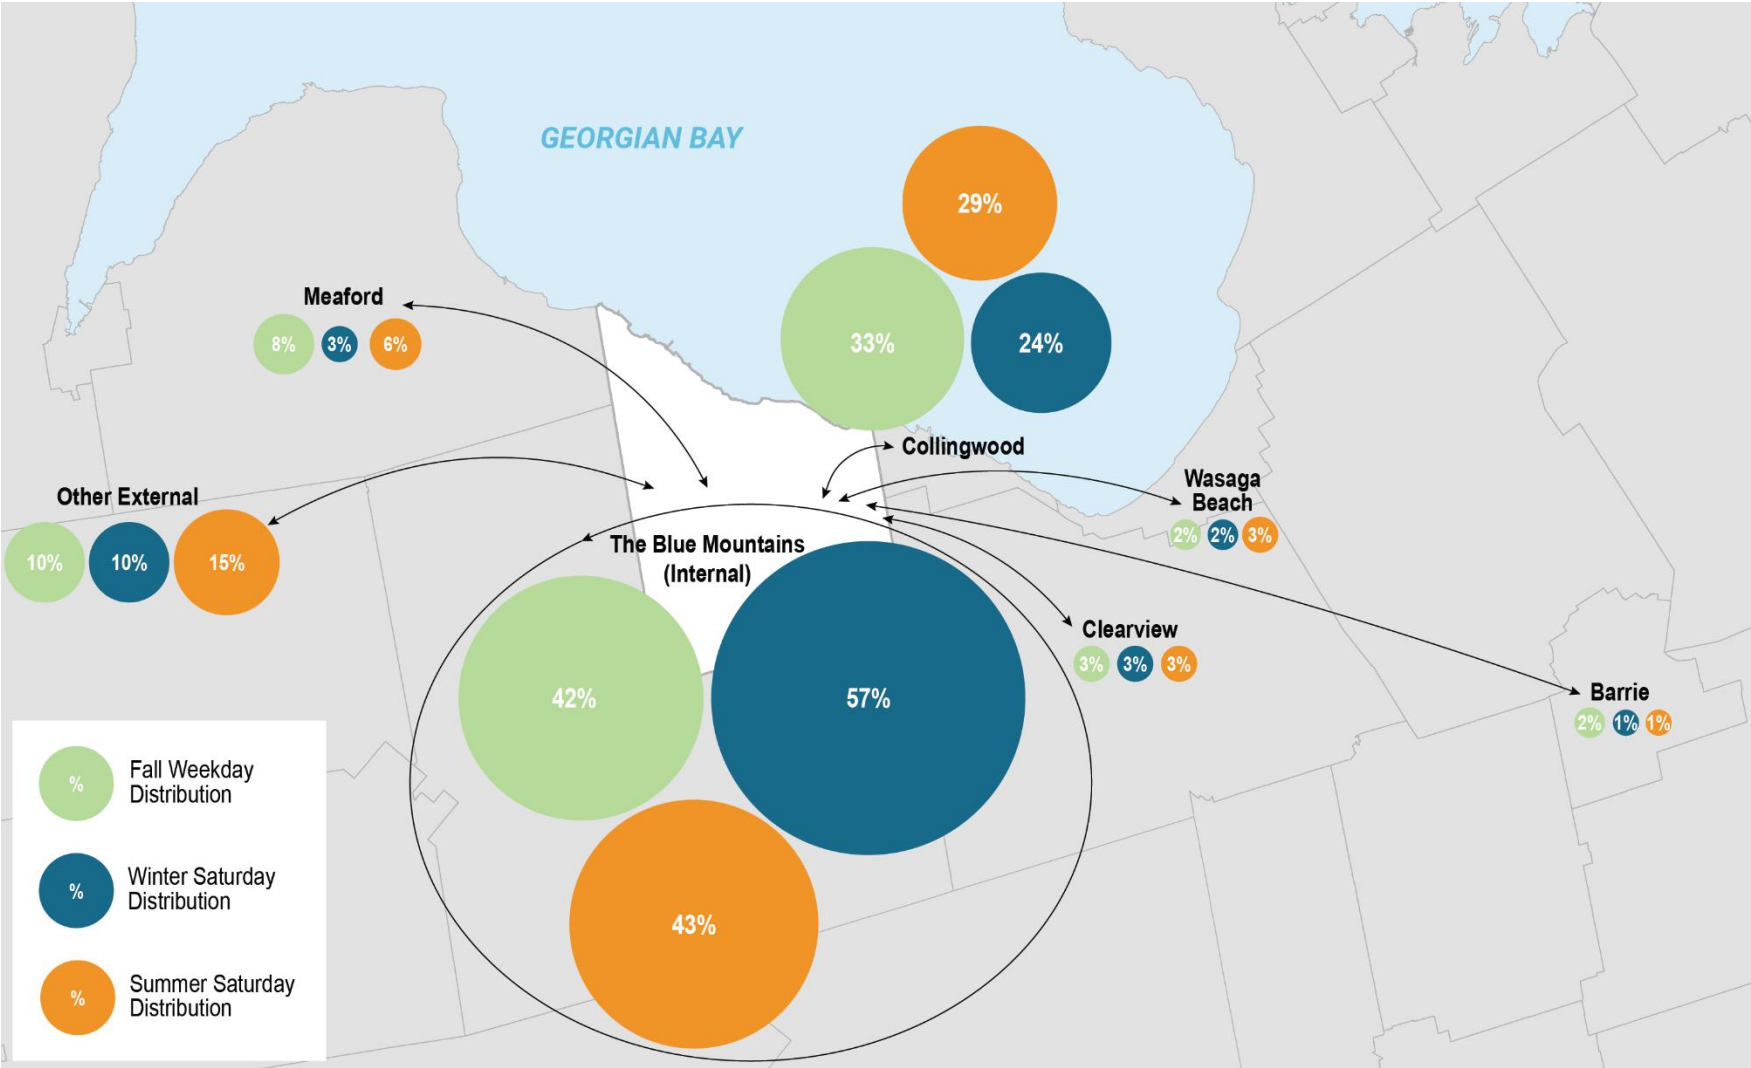 GEORGIAN BAY
29%
33%
24%
Meaford
8% 3% 6%
Collingwood
Wasaga
Beach
2% 2% 3%
Other External
10% 10% 15%
The Blue Mountains
(Internal)
42%
57%
43%
Clearview
3% 3% 3%
Barrie
2% 1% 1%
% Fall Weekday
Distribution
% Winter Saturday
Distribution
% Summer Saturday
Distribution